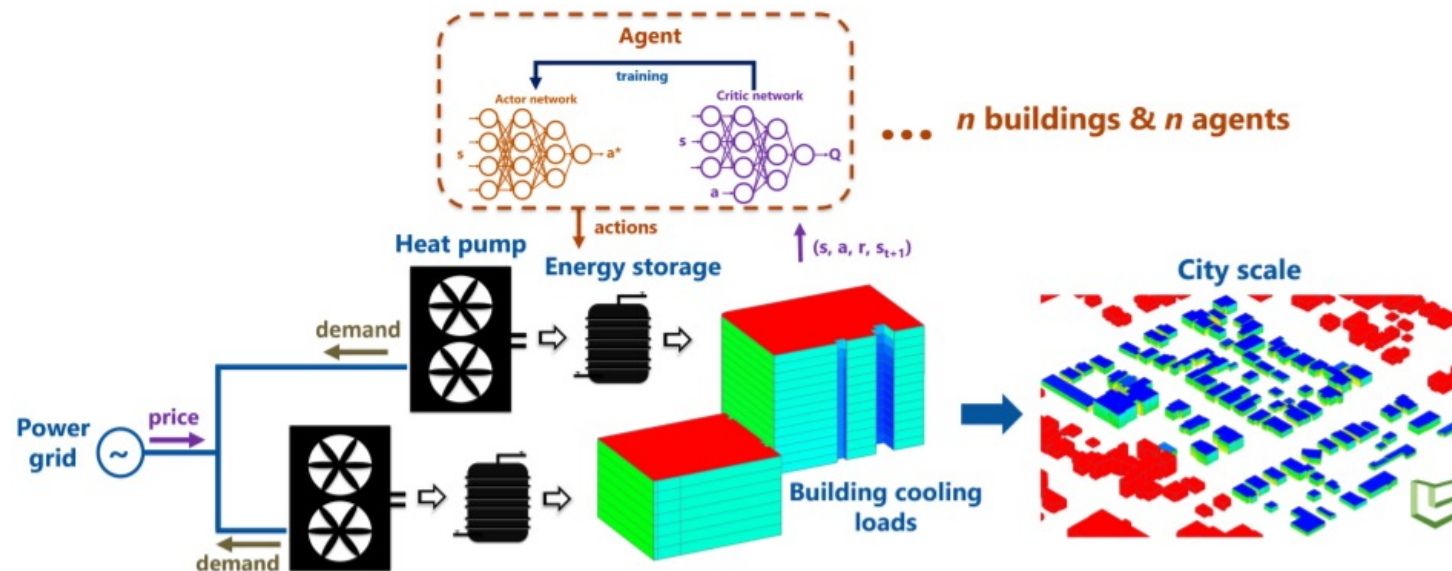 Agent
training
Actor network
Critic network
s
a*
s
a
Q
... n buildings & n agents
actions
(s, a, r, s_{t+1})
Heat pump
Energy storage
City scale
demand
price
Power
grid
~
Building cooling
loads
demand